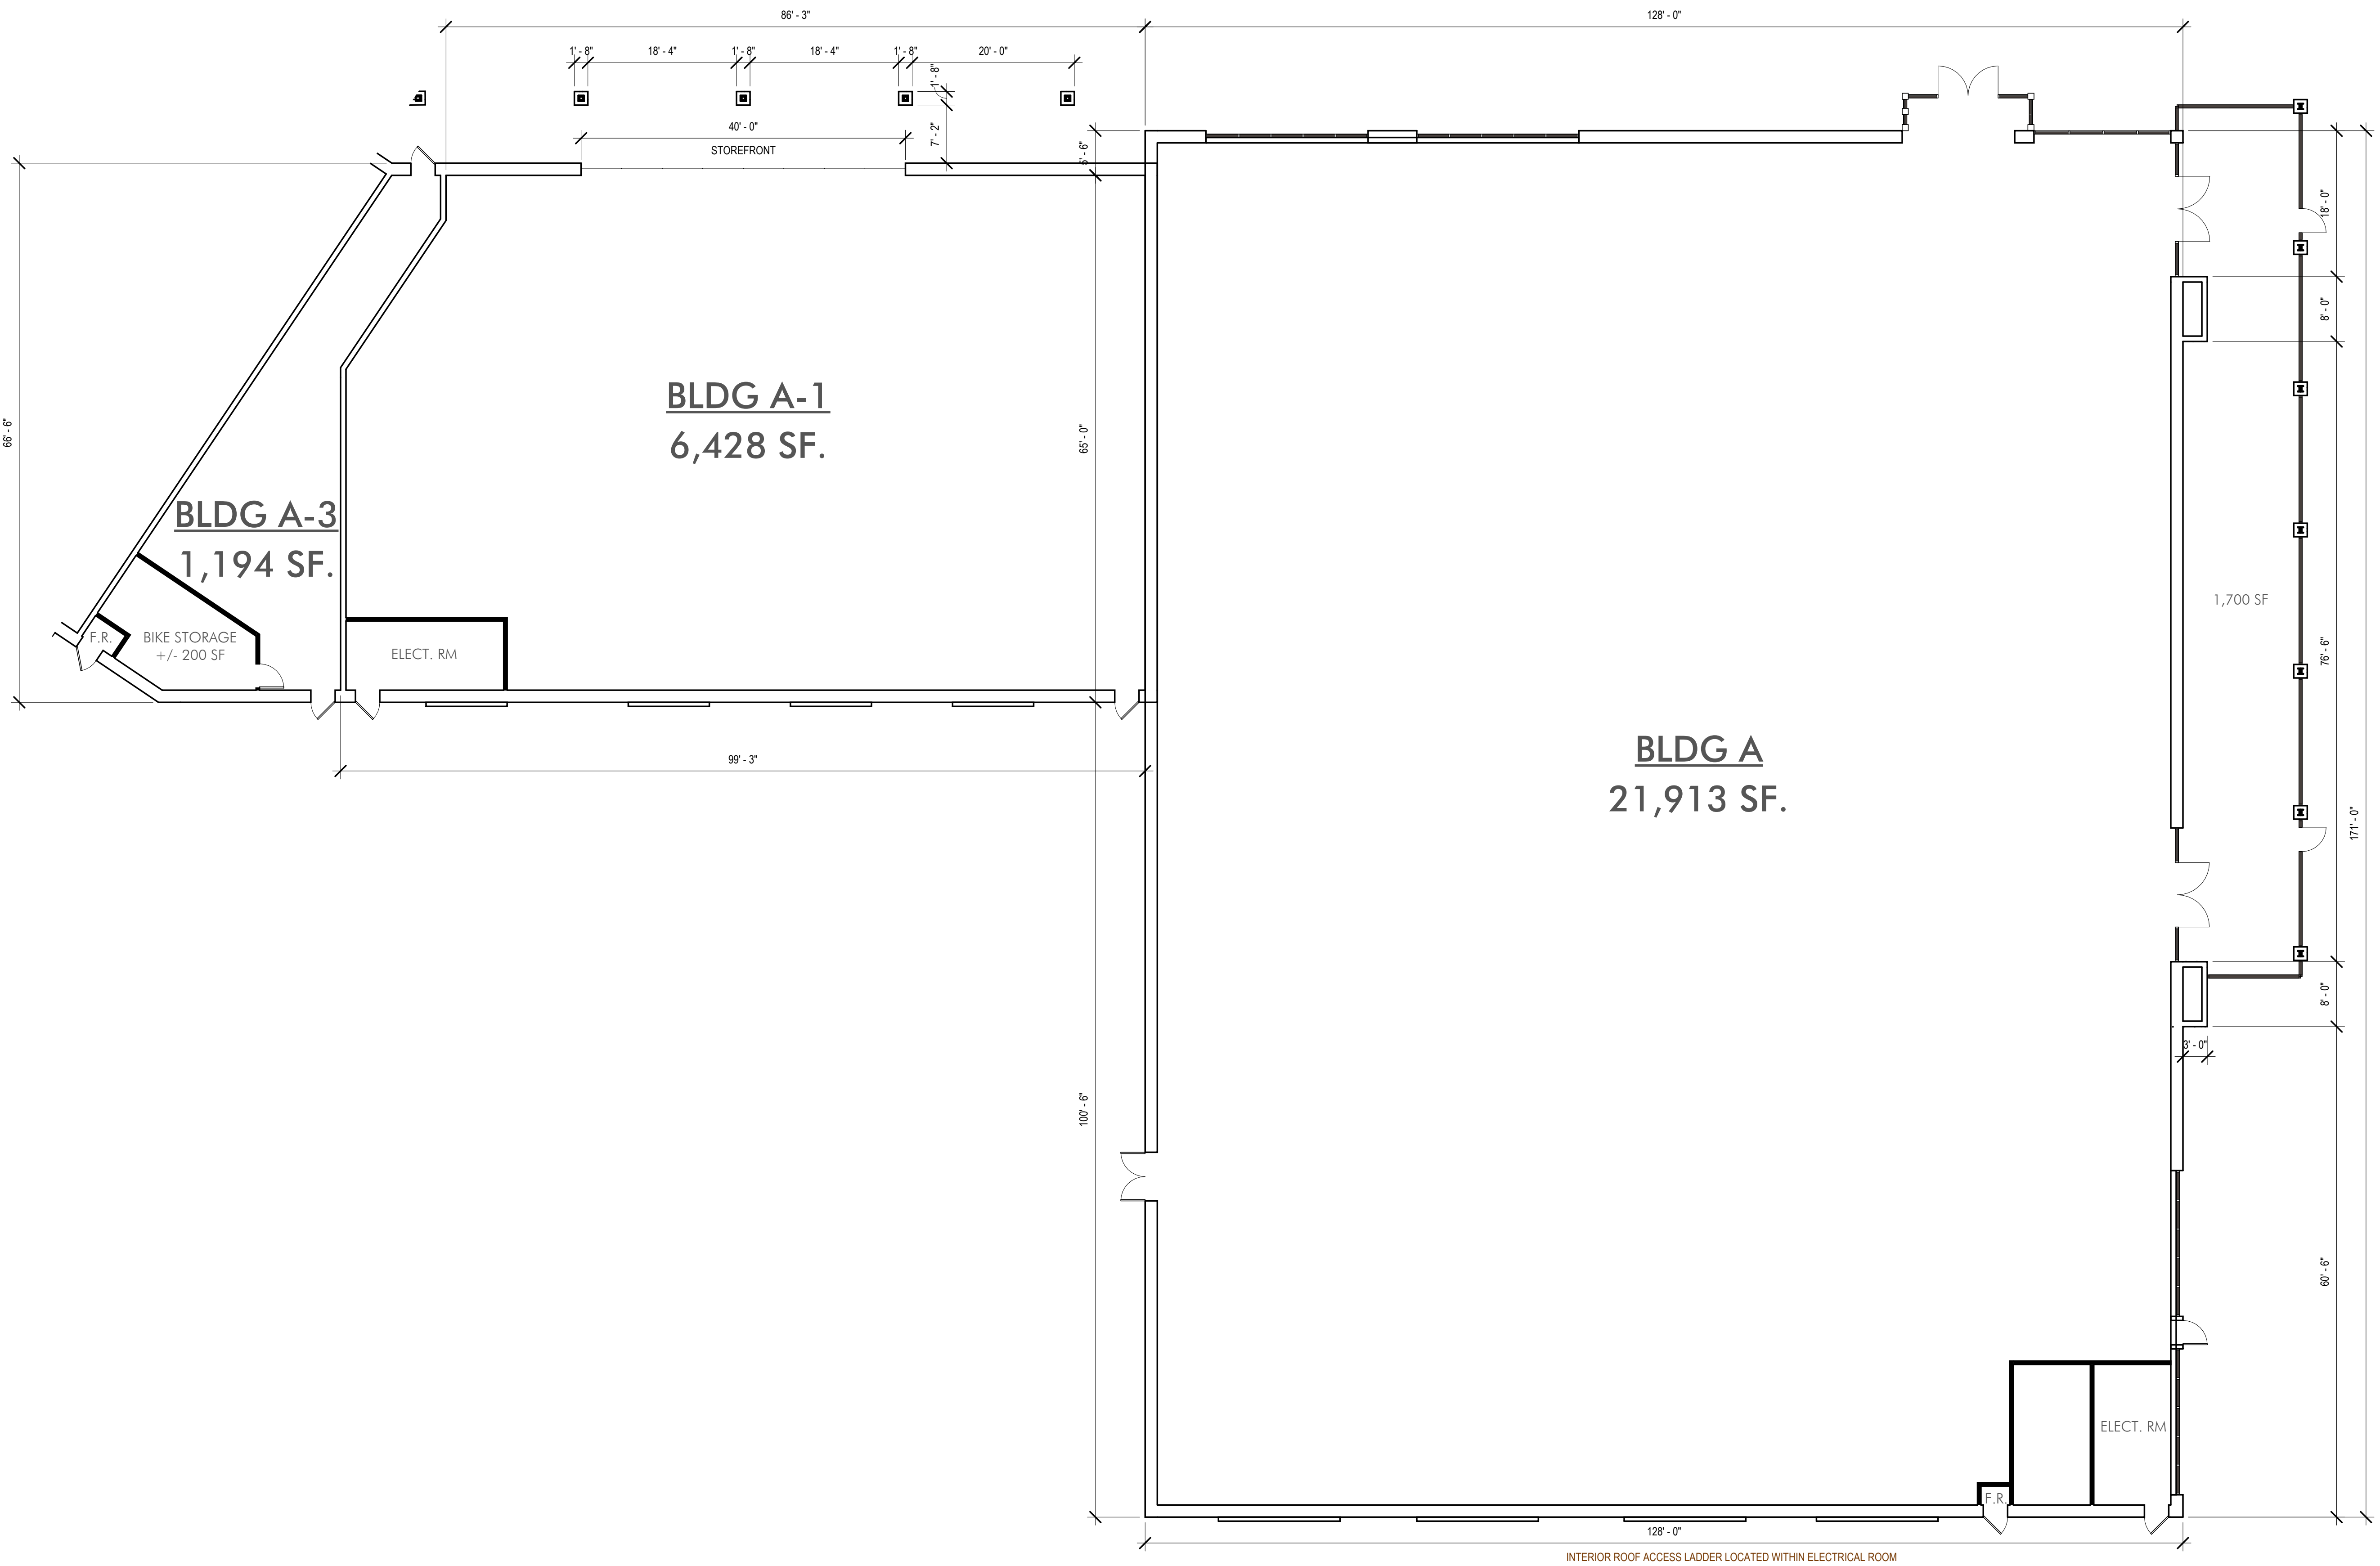 86' - 3"
128' - 0"
1' - 8"
18' - 4"
1' - 8"
18' - 4"
1' - 8"
20' - 0"
1' - 8"
40' - 0"
7' - 2"
STOREFRONT
5' - 6"
18' - 0"
8' - 0"
BLDG A-1
6,428 SF.
66' - 6"
65' - 0"
BLDG A-3
1,194 SF.
1,700 SF
F.R.
BIKE STORAGE
+/- 200 SF
ELECT. RM
76' - 6"
BLDG A
21,913 SF.
99' - 3"
171' - 0"
8' - 0"
3' - 0"
100' - 6"
60' - 6"
ELECT. RM
F.R.
128' - 0"
INTERIOR ROOF ACCESS LADDER LOCATED WITHIN ELECTRICAL ROOM